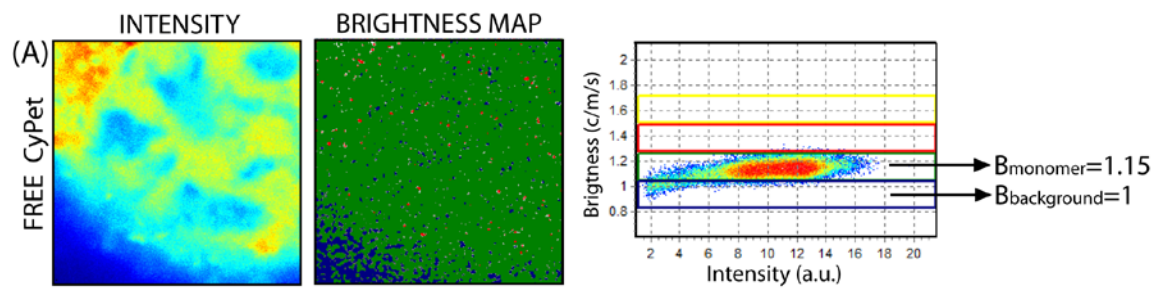 INTENSITY
BRIGHTNESS MAP
(A)
FREE CyPet
Brigtness (c/m/s)
2
1.8
1.6
1.4
1.2
1
0.8
2 4 6 8 10 12 14 16 18 20
Intensity (a.u.)
Bmonomer=1.15
Bbackground=1